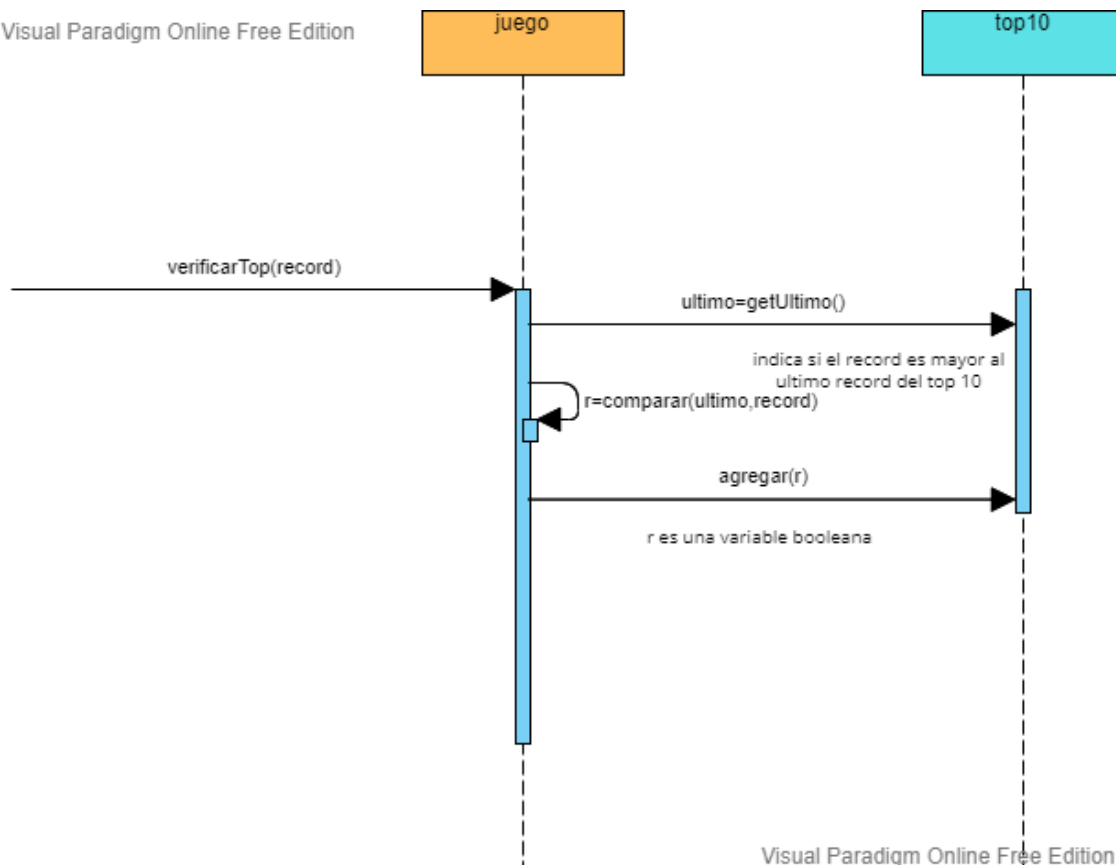 Visual Paradigm Online Free Edition
juego
top10
verificarTop(record)
ultimo=getUltimo()
indica si el record es mayor al
ultimo record del top 10
r=comparar(ultimo,record)
agregar(r)
r es una variable booleana
Visual Paradigm Online Free Edition